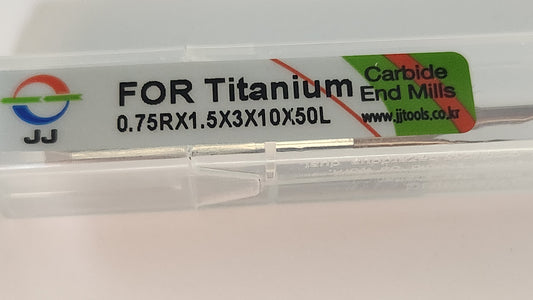 FOR Titanium
0.75RX1.5X3X10X50L
Carbide
End Mills
www.jjtools.co.kr
JJ